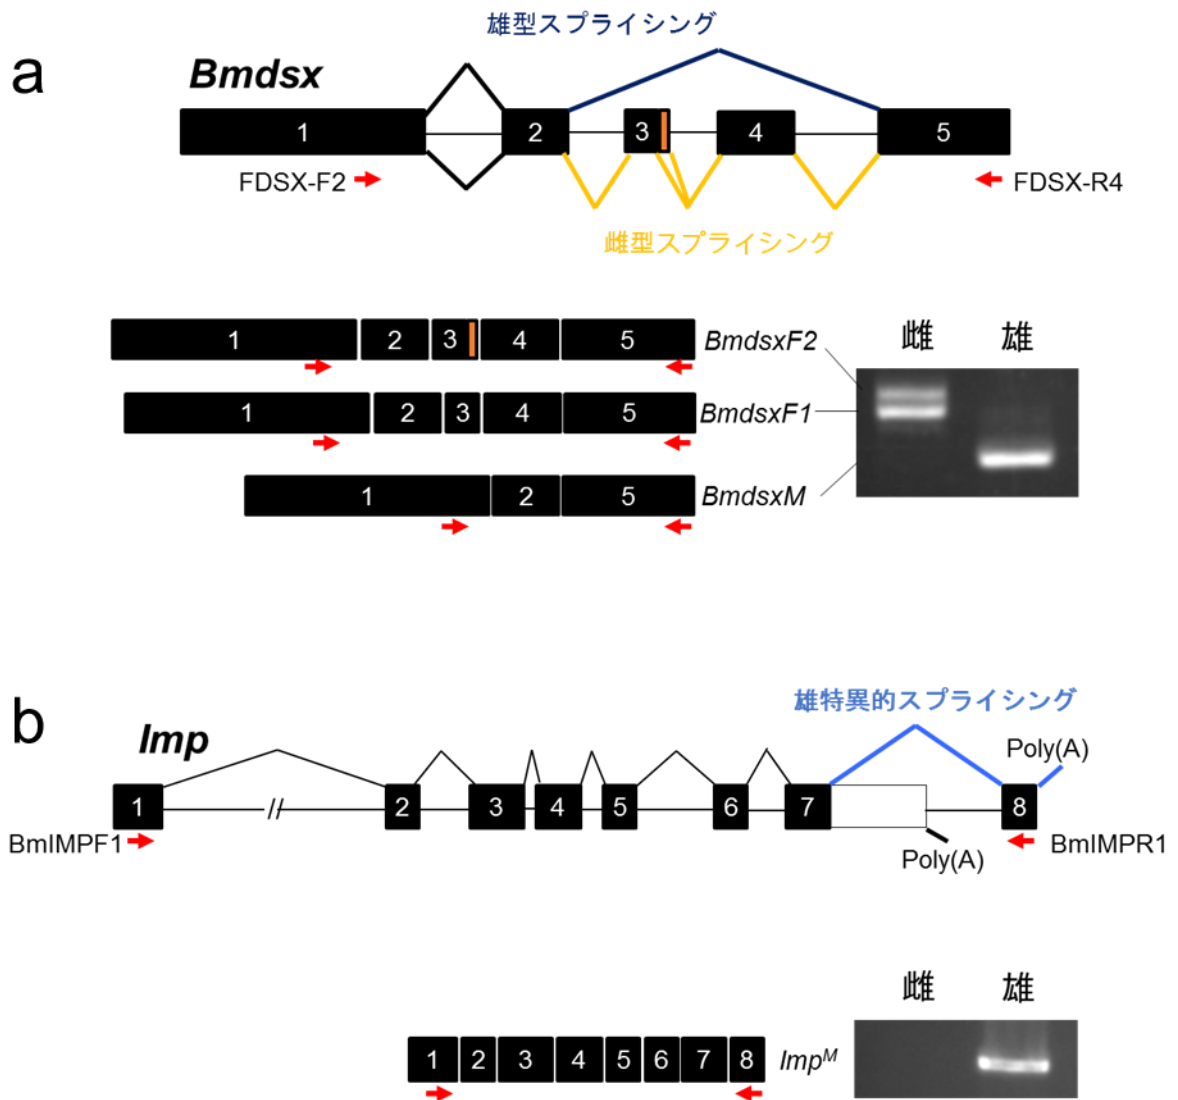 a
雄型スプライシング
Bmdsx
1 2 3 4 5
FDSX-F2 FDSX-R4
雌型スプライシング
1 2 3 4 5 BmdsxF2
雌 雄
1 2 3 4 5 BmdsxF1
1 2 5 BmdsxM
b
雄特異的スプライシング
Imp
Poly(A)
1 // 2 3 4 5 6 7 8
BmIMPF1 BmIMPR1
Poly(A)
雌 雄
1 2 3 4 5 6 7 8 Imp^M